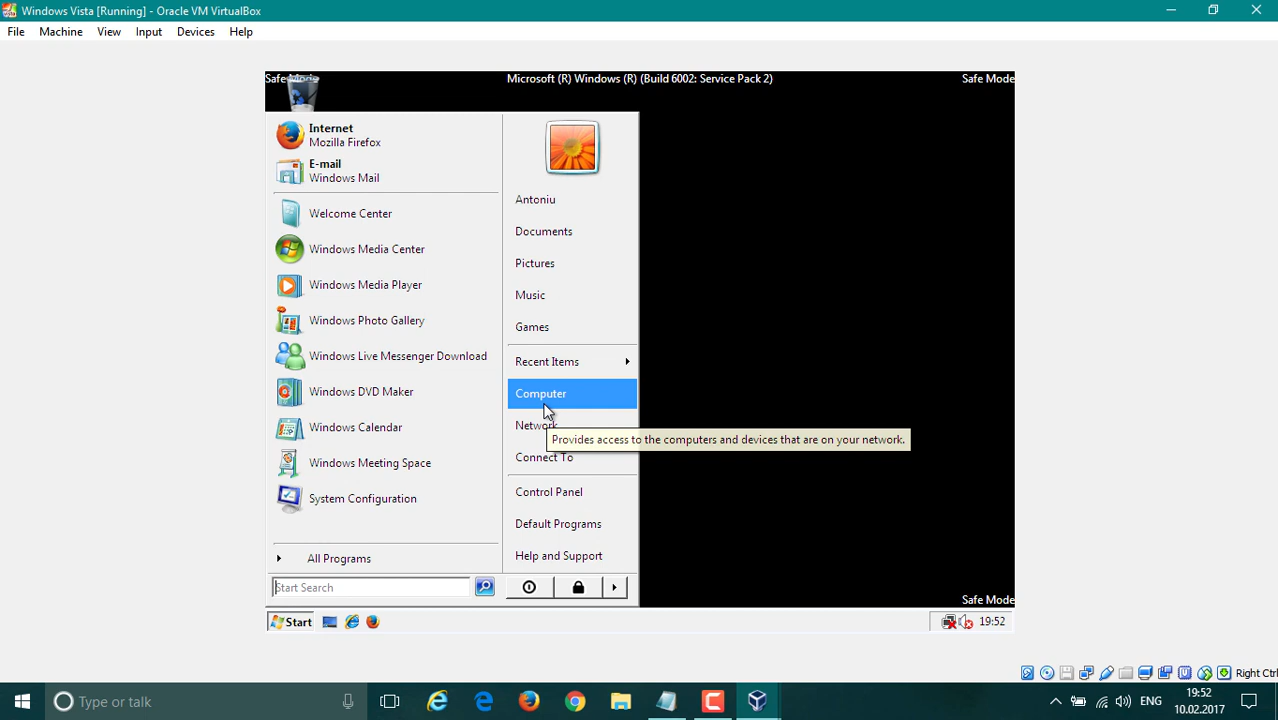 Windows Vista [Running] - Oracle VM VirtualBox
File Machine View Input Devices Help
Safe Mode Microsoft (R) Windows (R) (Build 6002: Service Pack 2) Safe Mode
Internet
Mozilla Firefox
E-mail
Windows Mail
Welcome Center
Windows Media Center
Windows Media Player
Windows Photo Gallery
Windows Live Messenger Download
Windows DVD Maker
Windows Calendar
Windows Meeting Space
System Configuration
All Programs
Start Search
Antoniu
Documents
Pictures
Music
Games
Recent Items
Computer
Network
Provides access to the computers and devices that are on your network.
Connect To
Control Panel
Default Programs
Help and Support
Safe Mode
Start 19:52
Right Ctrl
Type or talk
ENG
19:52
10.02.2017